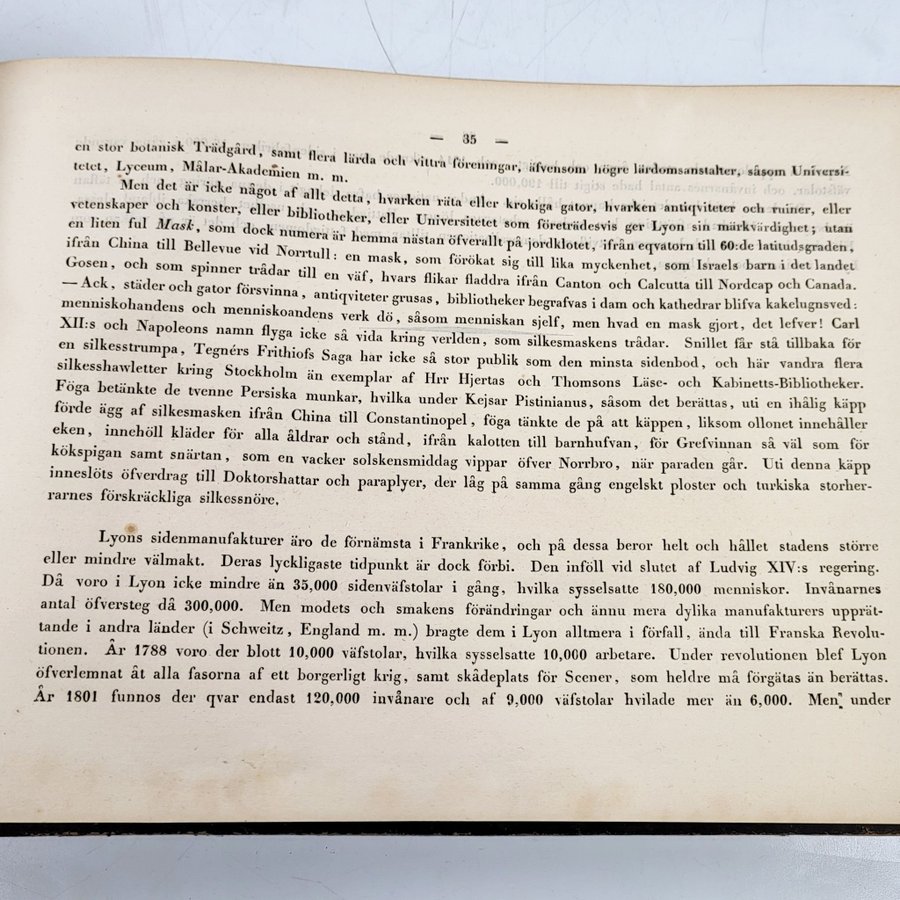 — 35 —
en stor botanisk Trädgård, samt flera lärda och vittra föreningar, äfvensom högre lärdomsanstalter, såsom Universi-
tetet, Lyceum, Målar-Akademien m. m.
Men det är icke något af allt detta, hvarken räta eller krokiga gator, hvarken antiqviteter och ruiner, eller
vetenskaper och konster, eller bibliotheker, eller Universitetet som företrädesvis ger Lyon sin märkvärdighet; utan
en liten ful Mask, som dock numera är hemma nästan öfverallt på jordklotet, ifrån eqvatorn till 60:de latitudsgraden,
ifrån China till Bellevue vid Norrtull: en mask, som förökat sig till lika myckenhet, som Israels barn i det landet
Gosen, och som spinner trådar till en väf, hvars flikar fladdra ifrån Canton och Calcutta till Nordcap och Canada.
— Ack, städer och gator försvinna, antiqviteter grusas, bibliotheker begrafvas i dam och kathedrar blifva kakelugnsved:
menniskohandens och menniskoandens verk dö, såsom menniskan sjelf, men hvad en mask gjort, det lefver! Carl
XII:s och Napoleons namn flyga icke så vida kring verlden, som silkesmaskens trådar. Snillet får stå tillbaka för
en silkesstrumpa, Tegnérs Frithiofs Saga har icke så stor publik som den minsta sidenbod, och här vandra flera
silkesshawletter kring Stockholm än exemplar af Hrr Hjertas och Thomsons Läse- och Kabinetts-Bibliotheker.
Föga betänkte de tvenne Persiska munkar, hvilka under Kejsar Pistinianus, såsom det berättas, uti en ihålig käpp
förde ägg af silkesmasken ifrån China till Constantinopel, föga tänkte de på att käppen, liksom ollonet innehåller
eken, innehöll kläder för alla åldrar och stånd, ifrån kalotten till barnhufvan, för Grefvinnan så väl som för
kökspigan samt snärtan, som en vacker solskensmiddag vippar öfver Norrbro, när paraden går. Uti denna käpp
inneslöts öfverdrag till Doktorshattar och paraplyer, der låg på samma gång engelskt ploster och turkiska storher-
rarnes förskräckliga silkessnöre.
Lyons sidenmanufakturer äro de förnämsta i Frankrike, och på dessa beror helt och hållet stadens större
eller mindre välmakt. Deras lyckligaste tidpunkt är dock förbi. Den inföll vid slutet af Ludvig XIV:s regering.
Då voro i Lyon icke mindre än 35,000 sidenväfstolar i gång, hvilka sysselsatte 180,000 menniskor. Invånarnes
antal öfversteg då 300,000. Men modets och smakens förändringar och ännu mera dylika manufakturers upprät-
tande i andra länder (i Schweitz, England m. m.) bragte dem i Lyon alltmera i förfall, ända till Franska Revolu-
tionen. År 1788 voro der blott 10,000 väfstolar, hvilka sysselsatte 10,000 arbetare. Under revolutionen blef Lyon
öfverlemnat åt alla fasorna af ett borgerligt krig, samt skådeplats för Scener, som heldre må förgätas än berättas.
År 1801 funnos der qvar endast 120,000 invånare och af 9,000 väfstolar hvilade mer än 6,000. Men under